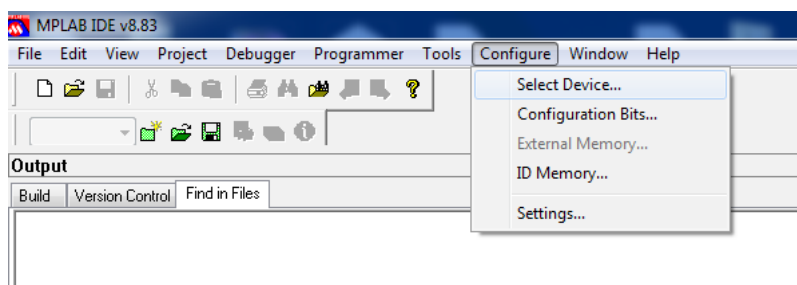 MPLAB IDE v8.83
File Edit View Project Debugger Programmer Tools Configure Window Help
Select Device...
Configuration Bits...
External Memory...
ID Memory...
Settings...
Output
Build Version Control Find in Files